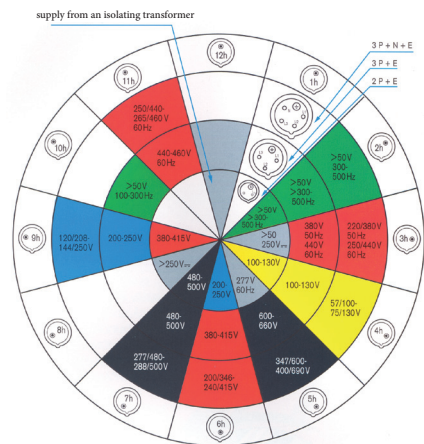 supply from an isolating transformer
3 P + N + E
3 P + E
2 P + E
12h
1h
2h
3h
4h
5h
6h
7h
8h
9h
10h
11h
250/440-
265/460V
60Hz
440-460V
60Hz
>50V
300-
500Hz
>50V
>300-
500Hz
>50V
>300-
500Hz
>50V
100-300Hz
120/208-
144/250V
200-250V
380-415V
>50
250V
380V
50Hz
440V
60Hz
220/380V
50Hz
250/440V
60Hz
100-130V
100-130V
57/100-
75/130V
>250V
480-
500V
200-
250V
277V
60Hz
480-
500V
380-415V
600-
660V
277/480-
288/500V
200/346-
240/415V
347/600-
400/690V